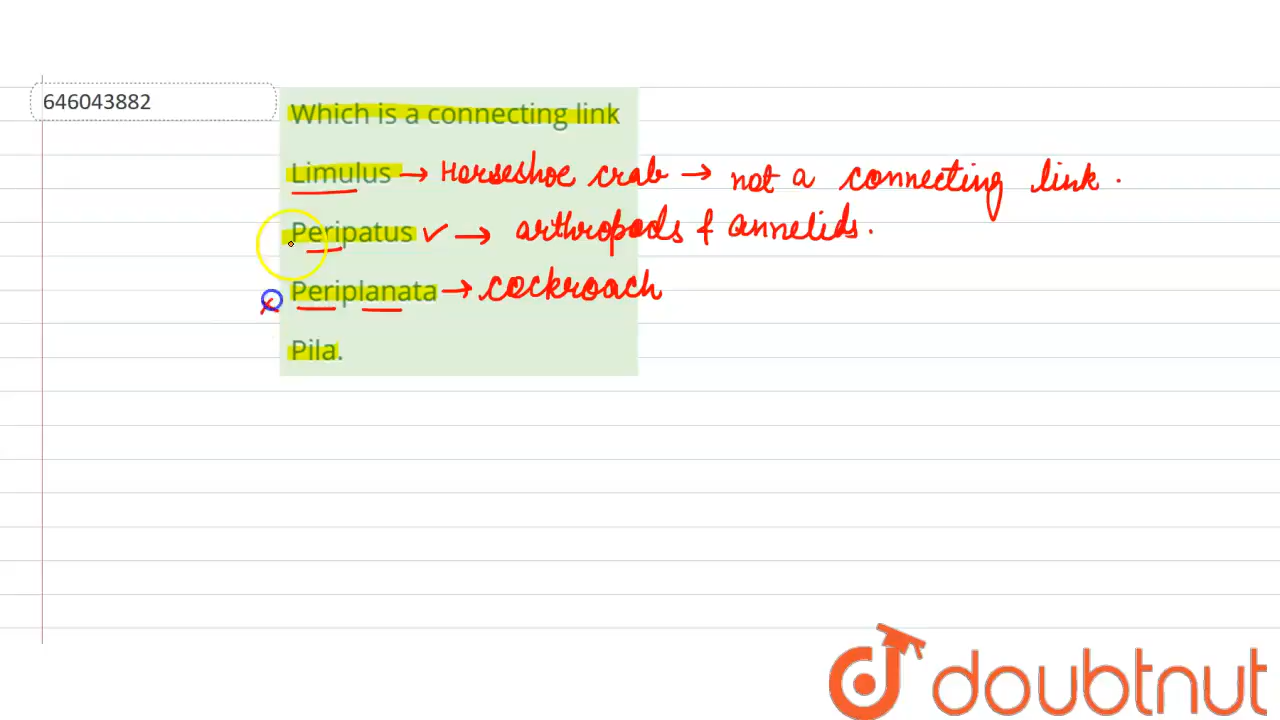 646043882
Which is a connecting link
Limulus → Horseshoe crab → not a connecting link.
Peripatus ✓ → arthropods & annelids.
x Periplanata → cockroach
Pila.
doubtnut